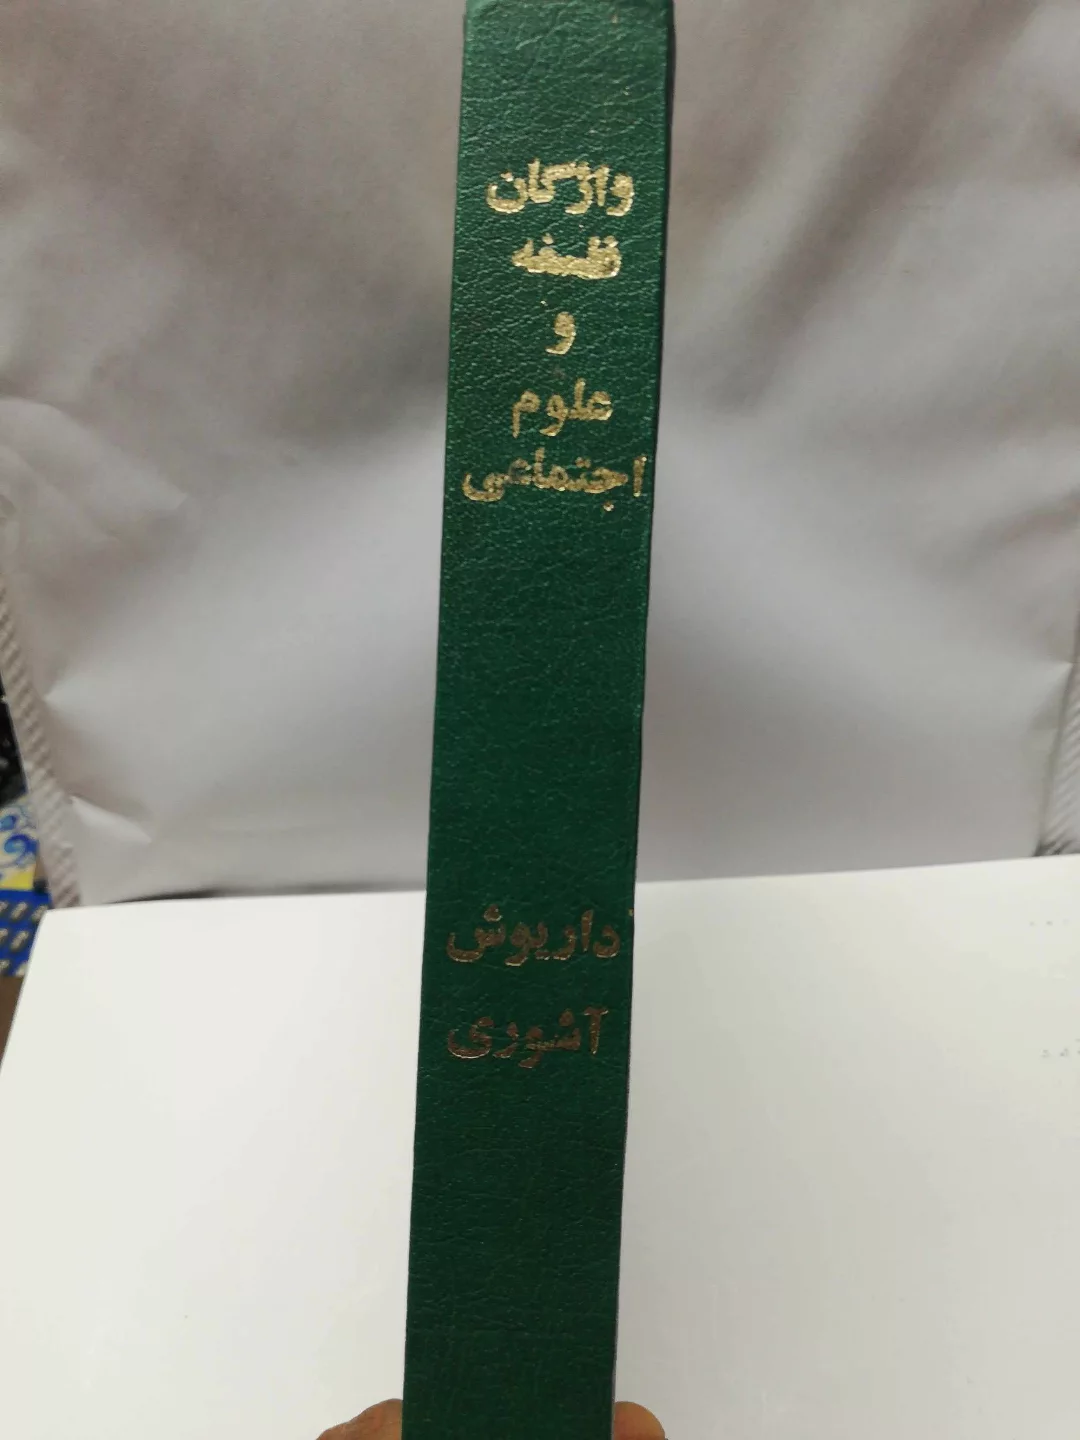 واژگان
فلسفه
و
علوم
اجتماعی
داریوش
آشوری